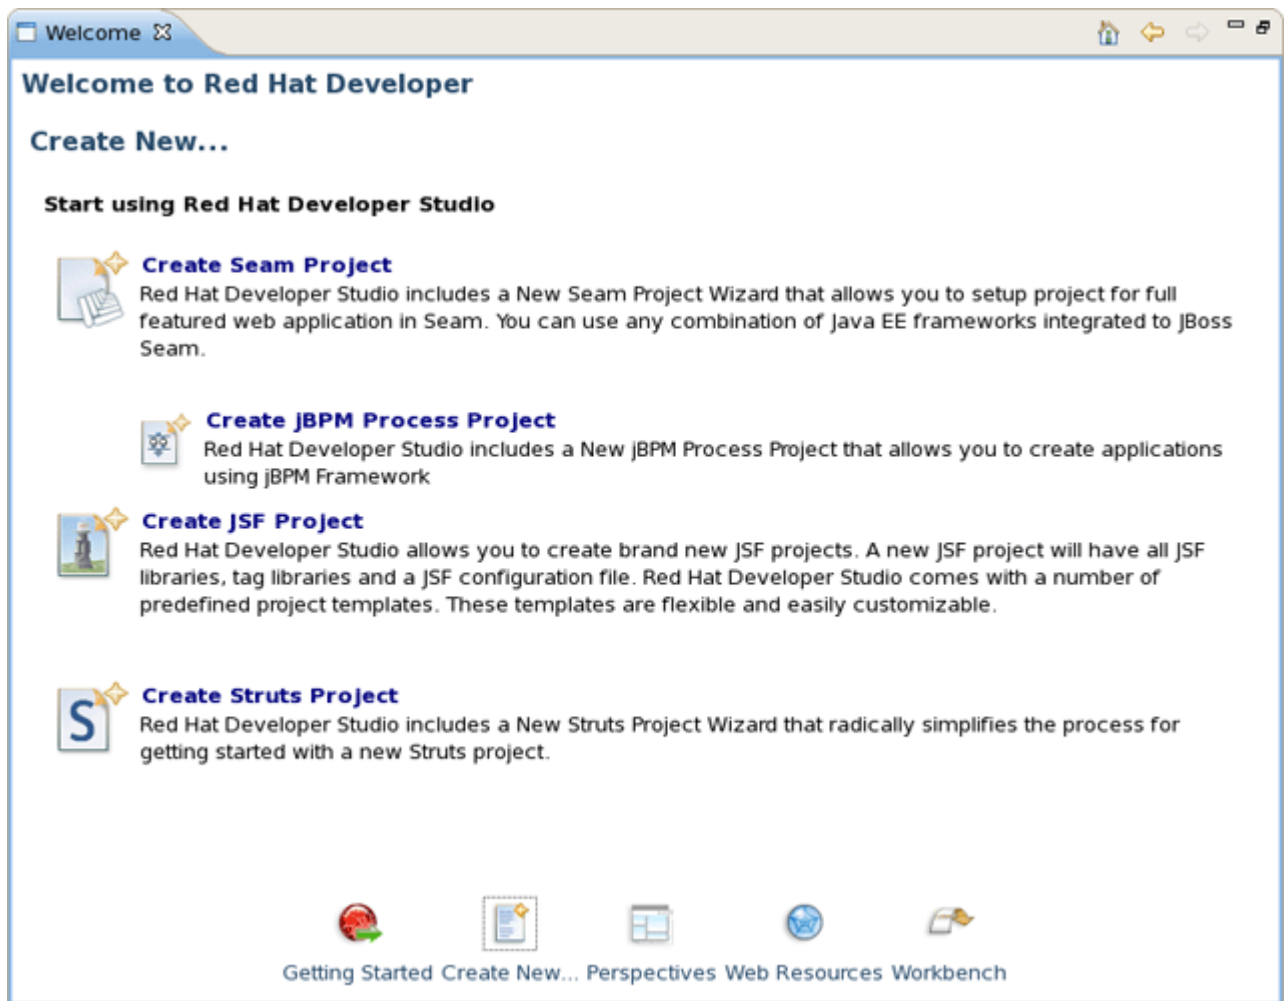 Welcome
Welcome to Red Hat Developer
Create New...
Start using Red Hat Developer Studio
Create Seam Project
Red Hat Developer Studio includes a New Seam Project Wizard that allows you to setup project for full
featured web application in Seam. You can use any combination of Java EE frameworks integrated to JBoss
Seam.
Create jBPM Process Project
Red Hat Developer Studio includes a New jBPM Process Project that allows you to create applications
using jBPM Framework
Create JSF Project
Red Hat Developer Studio allows you to create brand new JSF projects. A new JSF project will have all JSF
libraries, tag libraries and a JSF configuration file. Red Hat Developer Studio comes with a number of
predefined project templates. These templates are flexible and easily customizable.
S
Create Struts Project
Red Hat Developer Studio includes a New Struts Project Wizard that radically simplifies the process for
getting started with a new Struts project.
Getting Started Create New... Perspectives Web Resources Workbench